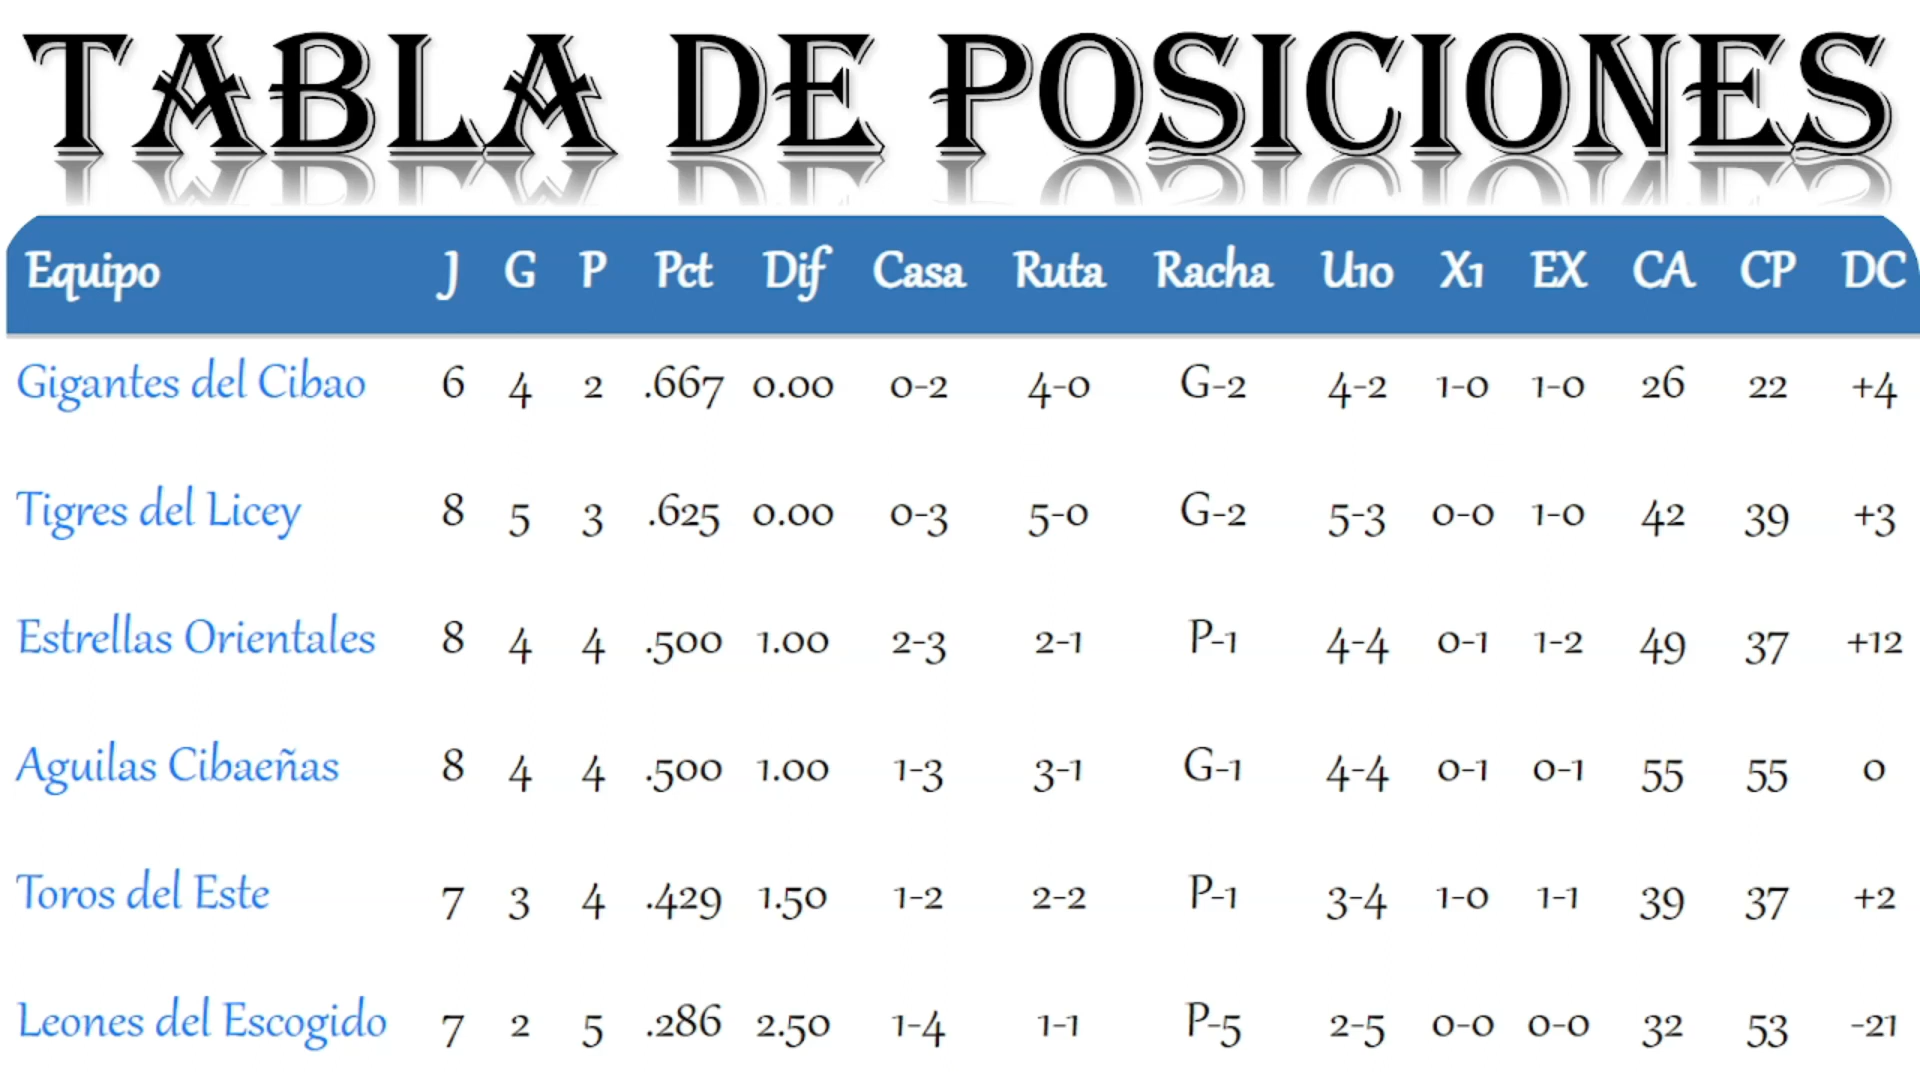 TABLA DE POSICIONES
Equipo J G P Pct Dif Casa Ruta Racha U10 X1 EX CA CP DC
Gigantes del Cibao 6 4 2 .667 0.00 0-2 4-0 G-2 4-2 1-0 1-0 26 22 +4
Tigres del Licey 8 5 3 .625 0.00 0-3 5-0 G-2 5-3 0-0 1-0 42 39 +3
Estrellas Orientales 8 4 4 .500 1.00 2-3 2-1 P-1 4-4 0-1 1-2 49 37 +12
Aguilas Cibaeñas 8 4 4 .500 1.00 1-3 3-1 G-1 4-4 0-1 0-1 55 55 0
Toros del Este 7 3 4 .429 1.50 1-2 2-2 P-1 3-4 1-0 1-1 39 37 +2
Leones del Escogido 7 2 5 .286 2.50 1-4 1-1 P-5 2-5 0-0 0-0 32 53 -21